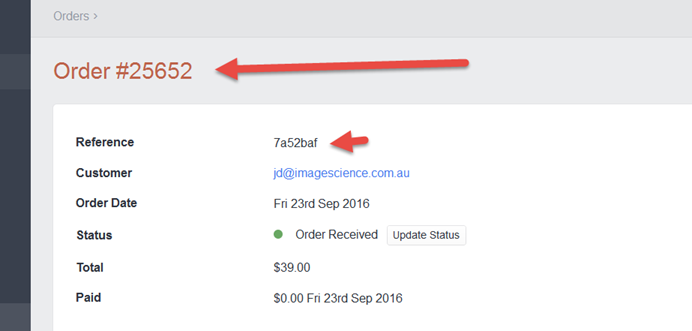 Orders >
Order #25652
Reference 7a52baf
Customer jd@imagescience.com.au
Order Date Fri 23rd Sep 2016
Status Order Received Update Status
Total $39.00
Paid $0.00 Fri 23rd Sep 2016